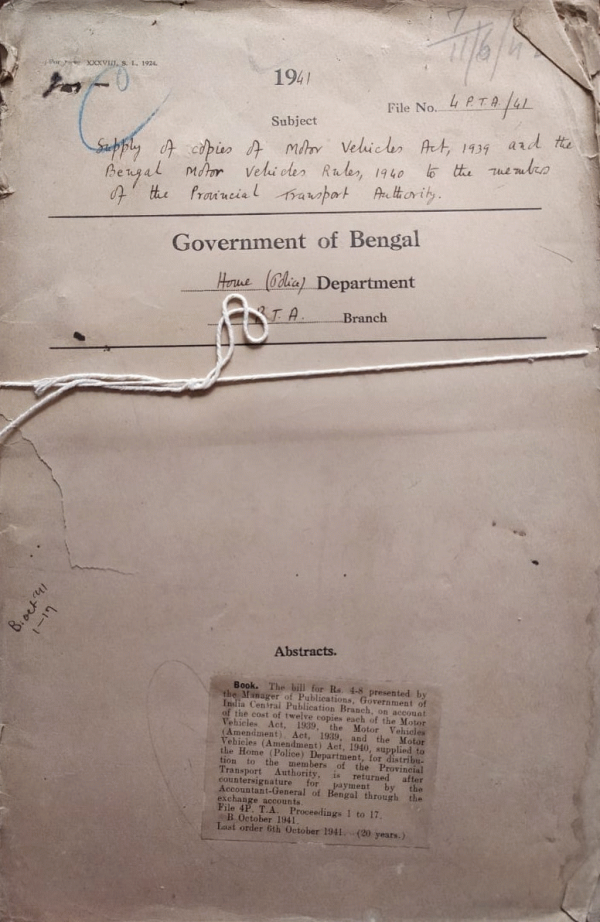 XXXVIII, S. L., 1926.
7
11/6/4
1941
File No. 4 P.T.A/41
Subject
Supply of copies of Motor Vehicles Act, 1939 and the
Bengal Motor Vehicles Rules, 1940 to the members
of the Provincial Transport Authority.
Government of Bengal
Home (Police) Department
P.T.A. Branch
B. Oct 41
1-17
Abstracts.
Book. The bill for Rs. 4-8 presented by
the Manager of Publications, Government of
India Central Publication Branch, on account
of the cost of twelve copies each of the Motor
Vehicles Act, 1939, the Motor Vehicles
(Amendment) Act, 1939, and the Motor
Vehicles (Amendment) Act, 1940, supplied to
the Home (Police) Department, for distribu-
tion to the members of the Provincial
Transport Authority, is returned after
countersignature for payment by the
Accountant-General of Bengal through the
exchange accounts
File 4P. T. A. Proceedings 1 to 17.
B October 1941.
Last order 6th October 1941. (20 years.)